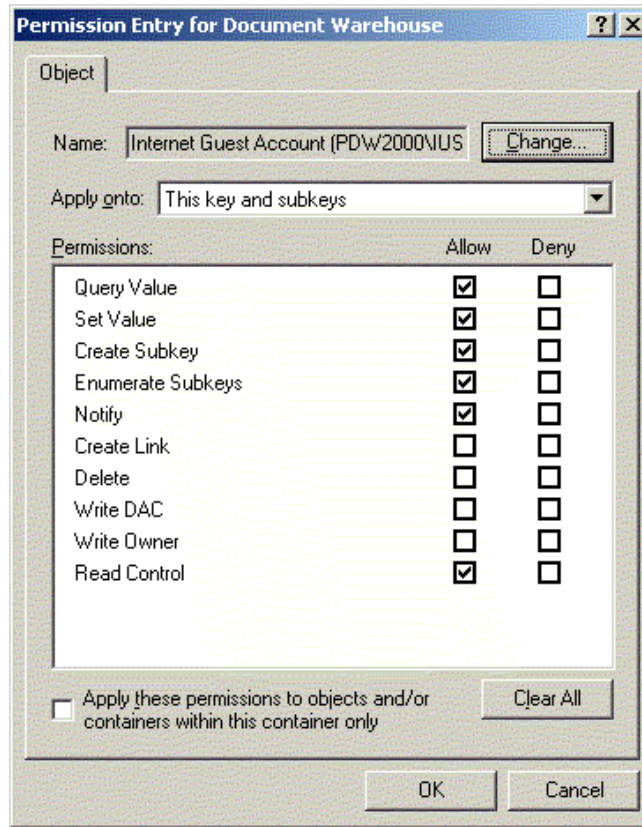 Permission Entry for Document Warehouse
Object
Name: Internet Guest Account (PDW2000\IUS Change...
Apply onto: This key and subkeys
Permissions: Allow Deny
Query Value
Set Value
Create Subkey
Enumerate Subkeys
Notify
Create Link
Delete
Write DAC
Write Owner
Read Control
Apply these permissions to objects and/or
containers within this container only
Clear All
OK Cancel